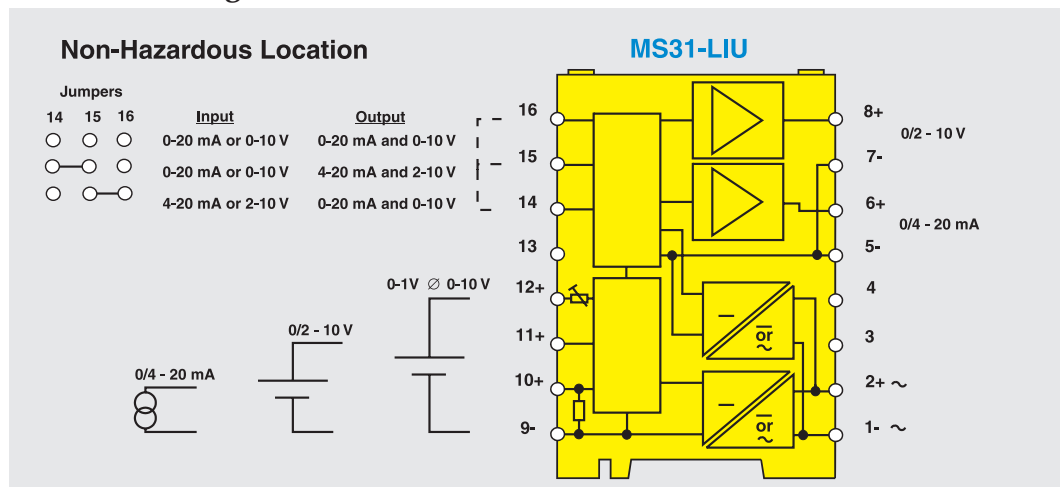 Non-Hazardous Location
MS31-LIU
Jumpers
14 15 16
Input Output
0-20 mA or 0-10 V 0-20 mA and 0-10 V
0-20 mA or 0-10 V 4-20 mA and 2-10 V
4-20 mA or 2-10 V 0-20 mA and 0-10 V
16
15
14
13
12+
11+
10+
9-
0-1V ∅ 0-10 V
0/2 - 10 V
0/4 - 20 mA
or
∼
or
∼
8+
0/2 - 10 V
7-
6+
0/4 - 20 mA
5-
4
3
2+ ∼
1- ∼